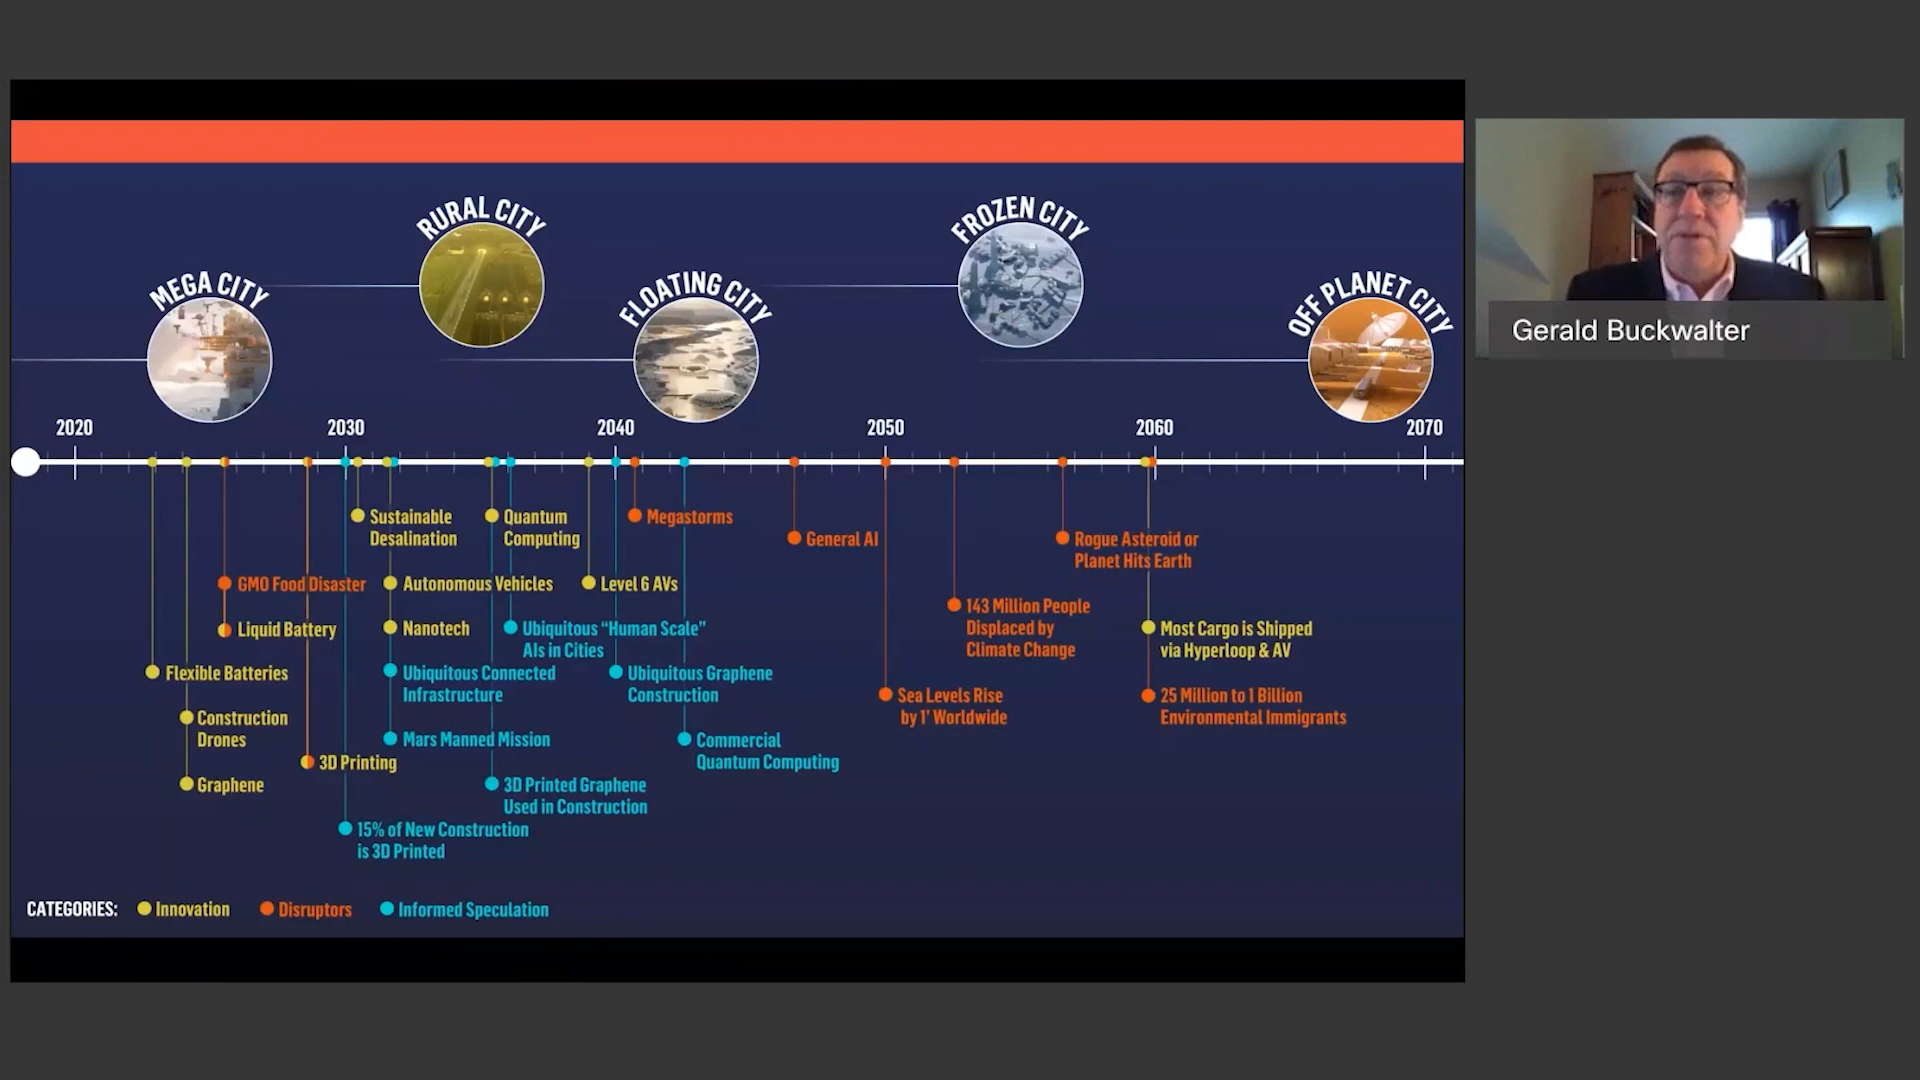 RURAL CITY
FROZEN CITY
MEGA CITY
FLOATING CITY
OFF PLANET CITY
Gerald Buckwalter
2020
2030
2040
2050
2060
2070
Sustainable
Desalination
Quantum
Computing
Megastorms
General AI
Rogue Asteroid or
Planet Hits Earth
GMO Food Disaster
Autonomous Vehicles
Level 6 AVs
143 Million People
Displaced by
Climate Change
Liquid Battery
Nanotech
Ubiquitous “Human Scale”
AIs in Cities
Most Cargo is Shipped
via Hyperloop & AV
Flexible Batteries
Ubiquitous Connected
Infrastructure
Ubiquitous Graphene
Construction
Sea Levels Rise
by 1' Worldwide
25 Million to 1 Billion
Environmental Immigrants
Construction
Drones
Mars Manned Mission
Commercial
Quantum Computing
3D Printing
Graphene
3D Printed Graphene
Used in Construction
15% of New Construction
is 3D Printed
CATEGORIES: Innovation Disruptors Informed Speculation